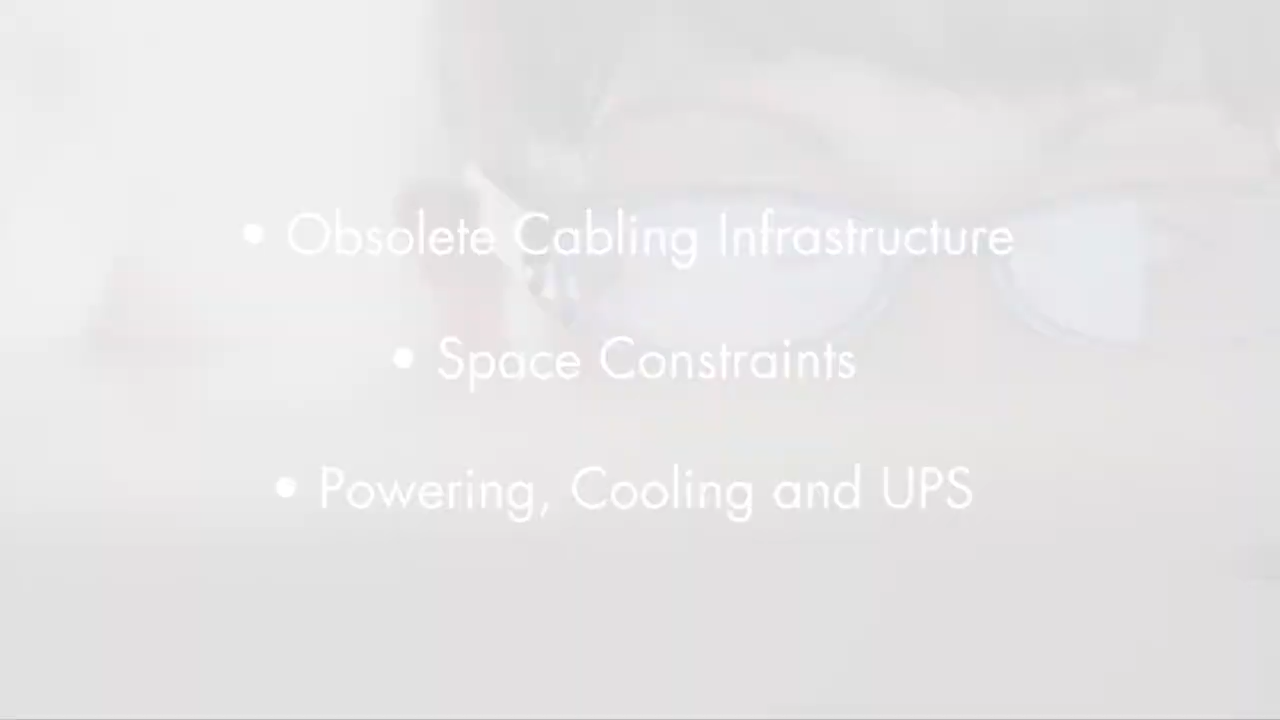 • Obsolete Cabling Infrastructure
• Space Constraints
• Powering, Cooling and UPS